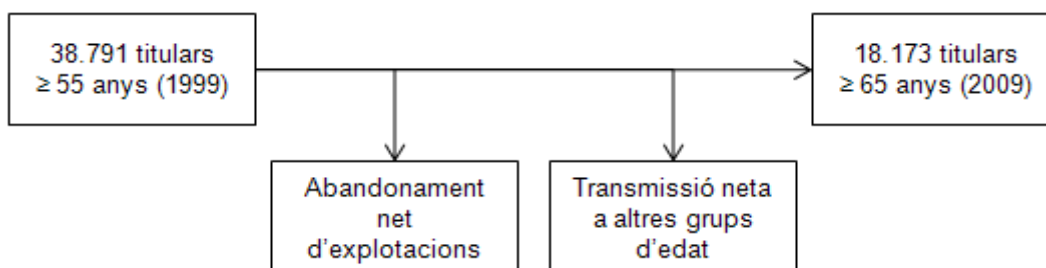 38.791 titulars
≥ 55 anys (1999)
18.173 titulars
≥ 65 anys (2009)
Abandonament
net
d’explotacions
Transmissió neta
a altres grups
d’edat